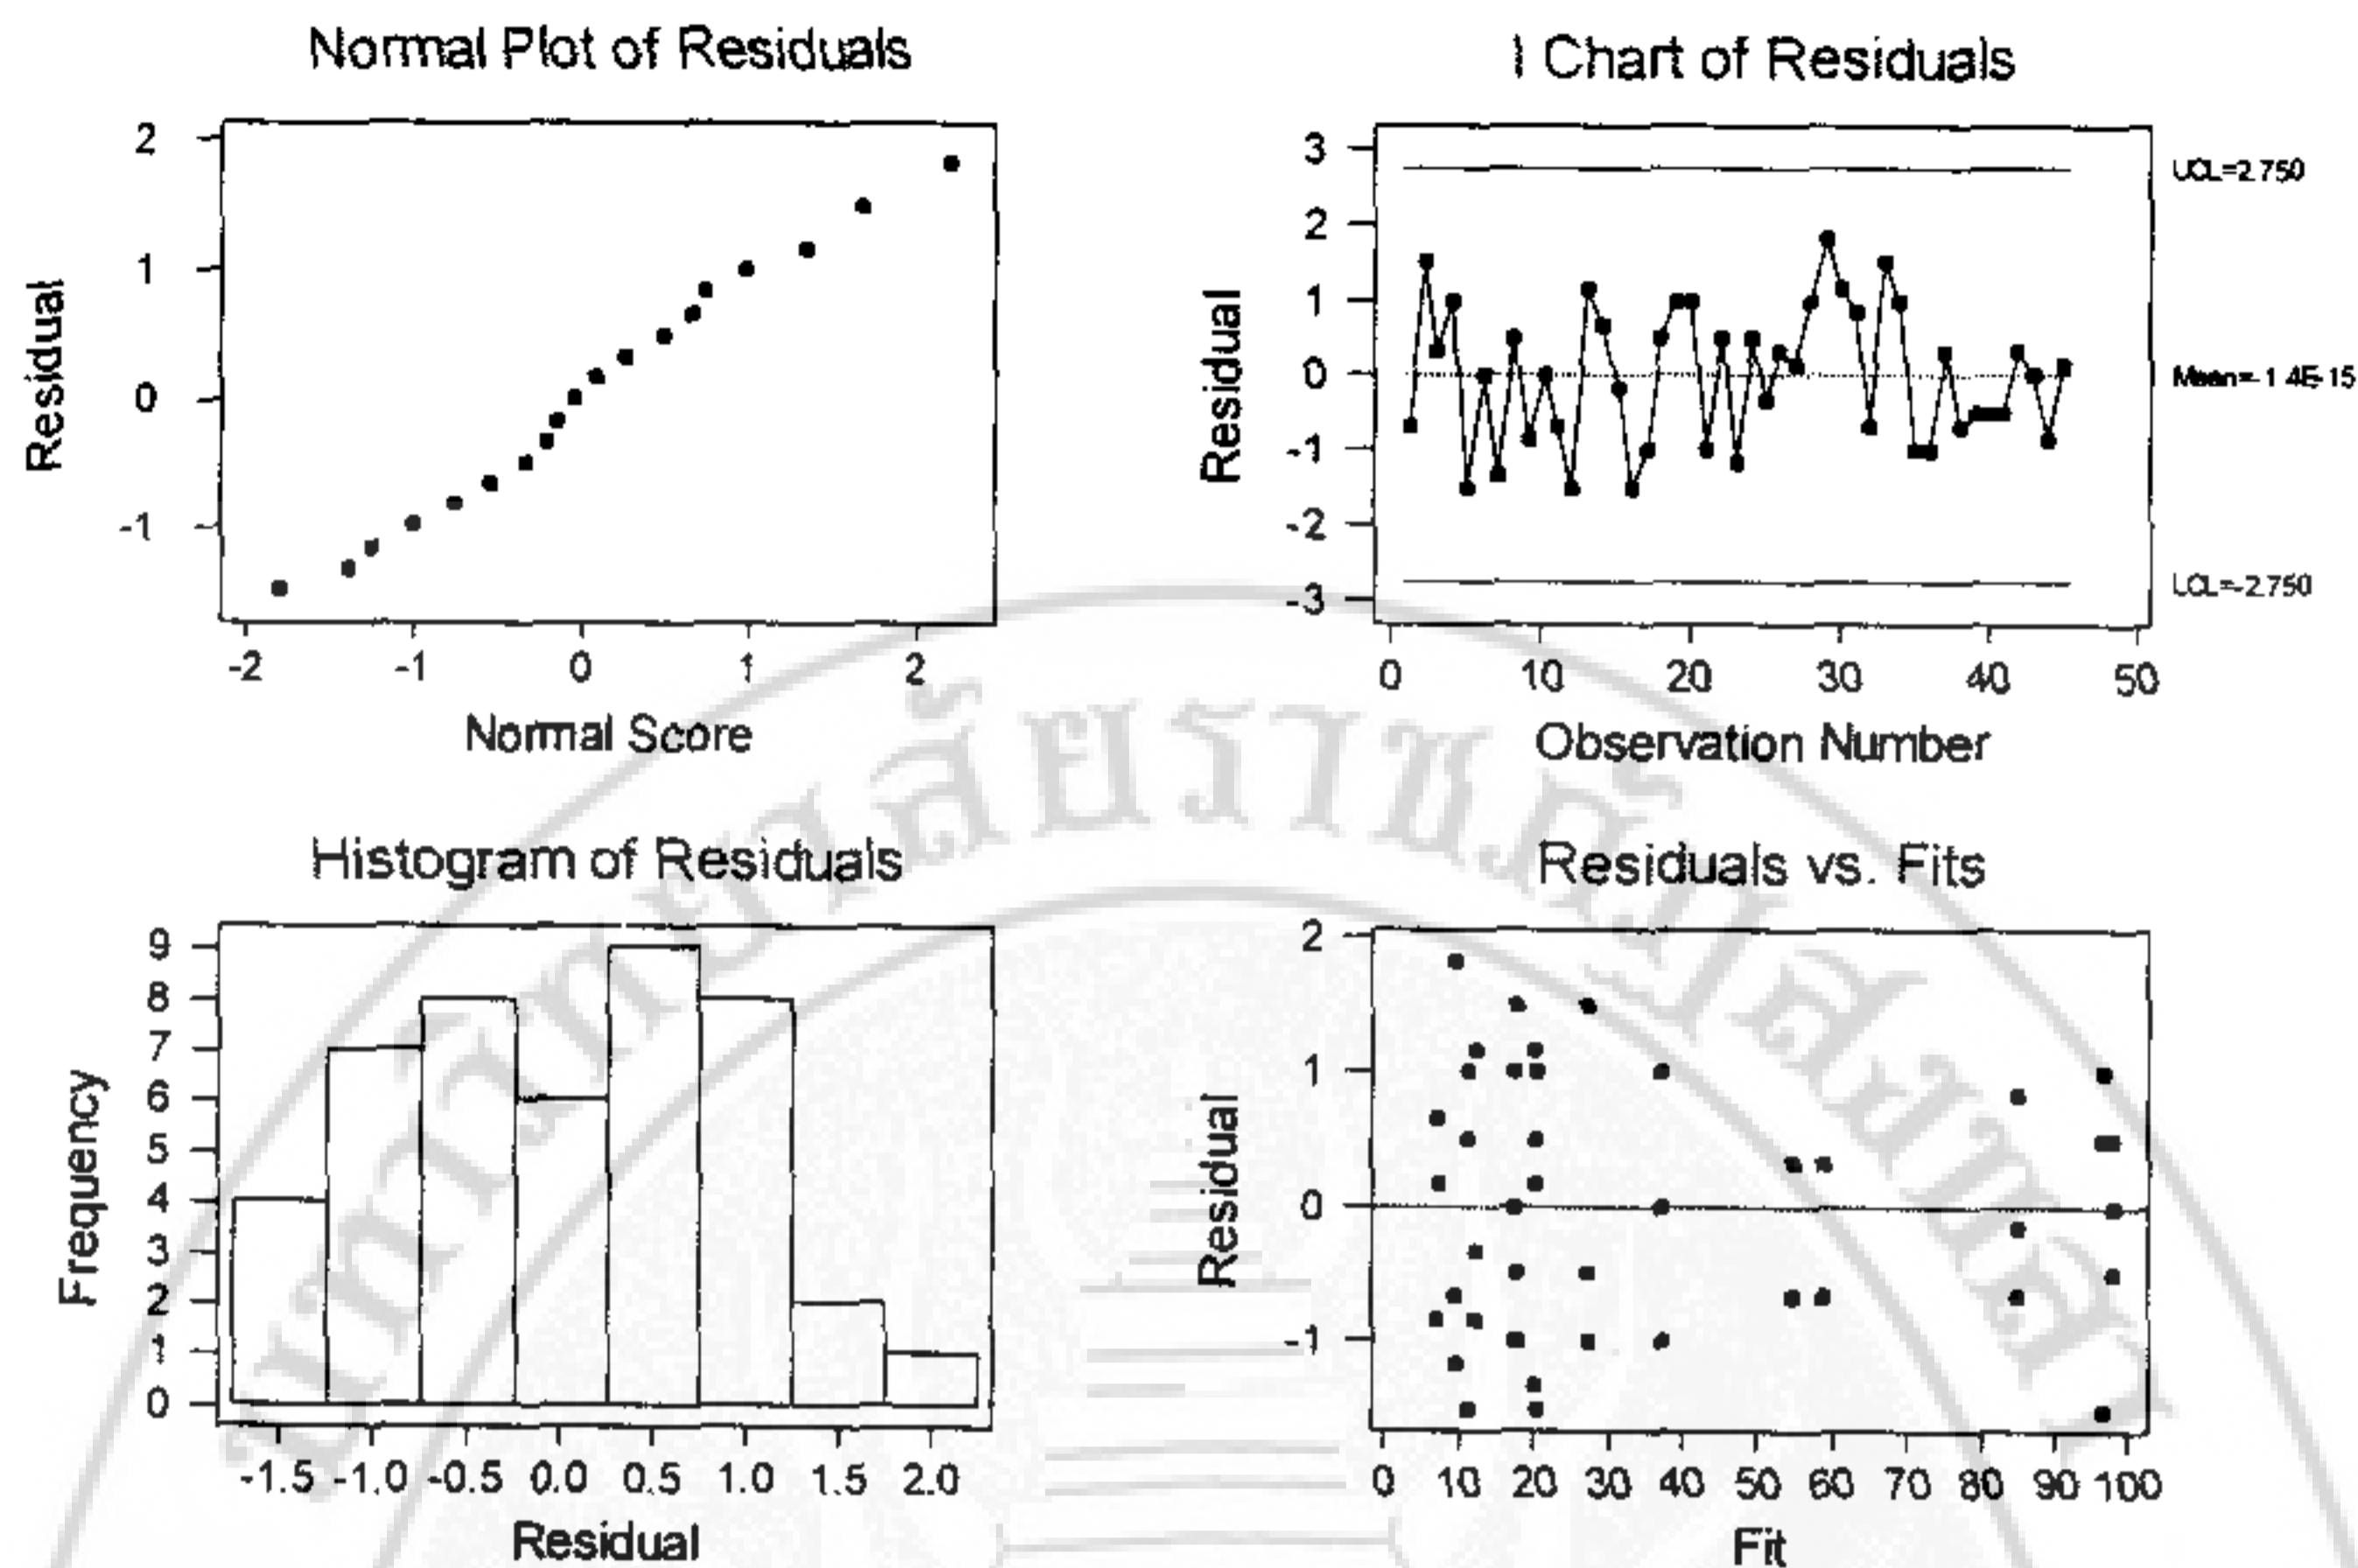 Normal Plot of Residuals
Residual
2
1
0
-1
-2 -1 0 1 2
Normal Score
I Chart of Residuals
Residual
3
2
1
0
-1
-2
-3
UCL=2.750
Mean=-1.4E-15
LCL=-2.750
0 10 20 30 40 50
Observation Number
Histogram of Residuals
Frequency
9
8
7
6
5
4
3
2
1
0
-1.5 -1.0 -0.5 0.0 0.5 1.0 1.5 2.0
Residual
Residuals vs. Fits
Residual
2
1
0
-1
0 10 20 30 40 50 60 70 80 90 100
Fit